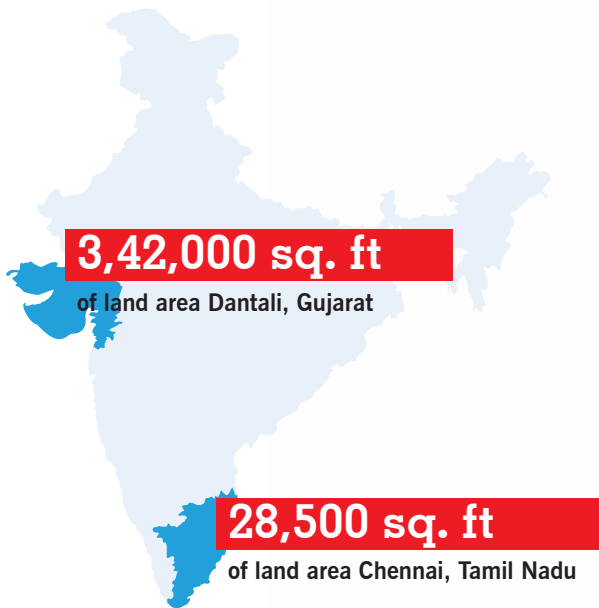 3,42,000 sq. ft
of land area Dantali, Gujarat
28,500 sq. ft
of land area Chennai, Tamil Nadu